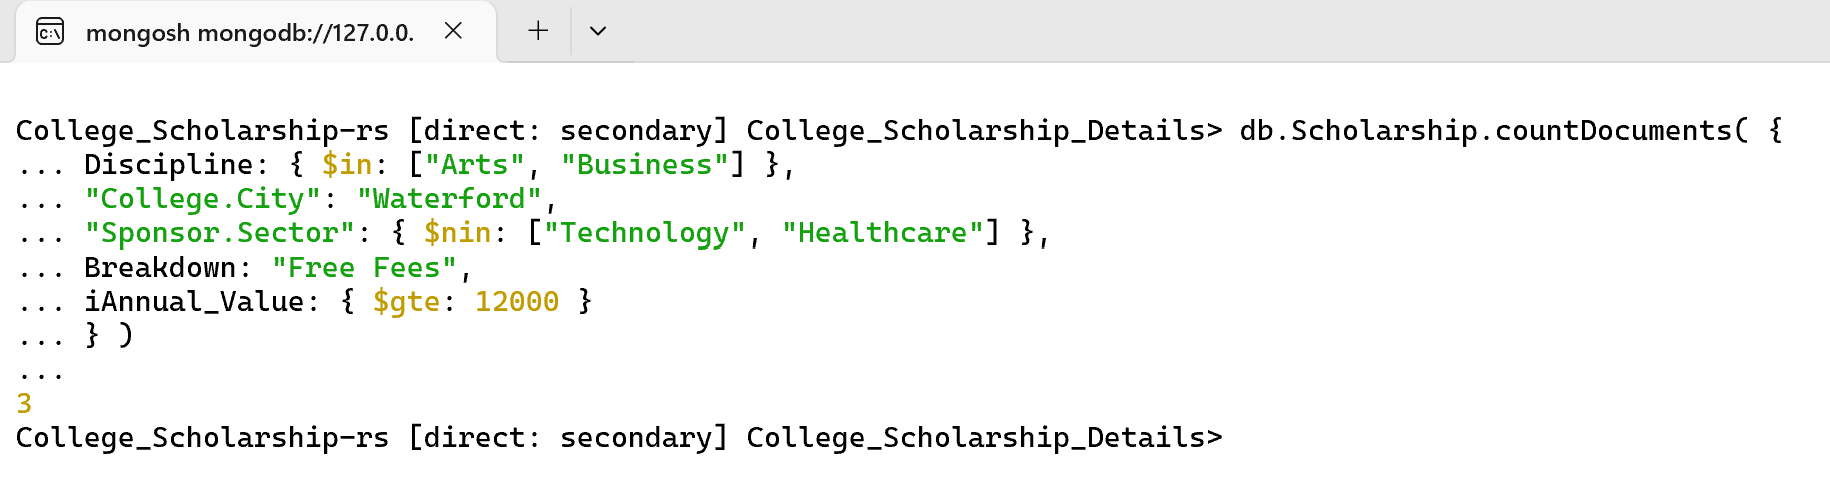 mongosh mongodb://127.0.0.
College_Scholarship-rs [direct: secondary] College_Scholarship_Details> db.Scholarship.countDocuments( {
... Discipline: { $in: ["Arts", "Business"] },
... "College.City": "Waterford",
... "Sponsor.Sector": { $nin: ["Technology", "Healthcare"] },
... Breakdown: "Free Fees",
... iAnnual_Value: { $gte: 12000 }
... } )
...
3
College_Scholarship-rs [direct: secondary] College_Scholarship_Details>